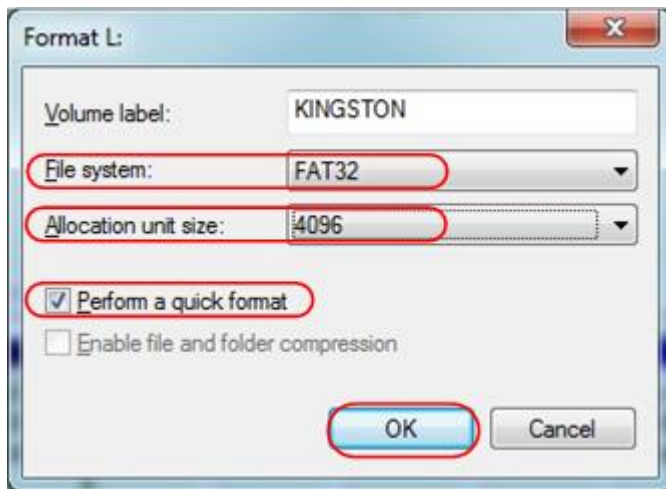 Format L:
Volume label: KINGSTON
File system: FAT32
Allocation unit size: 4096
Perform a quick format
Enable file and folder compression
OK Cancel